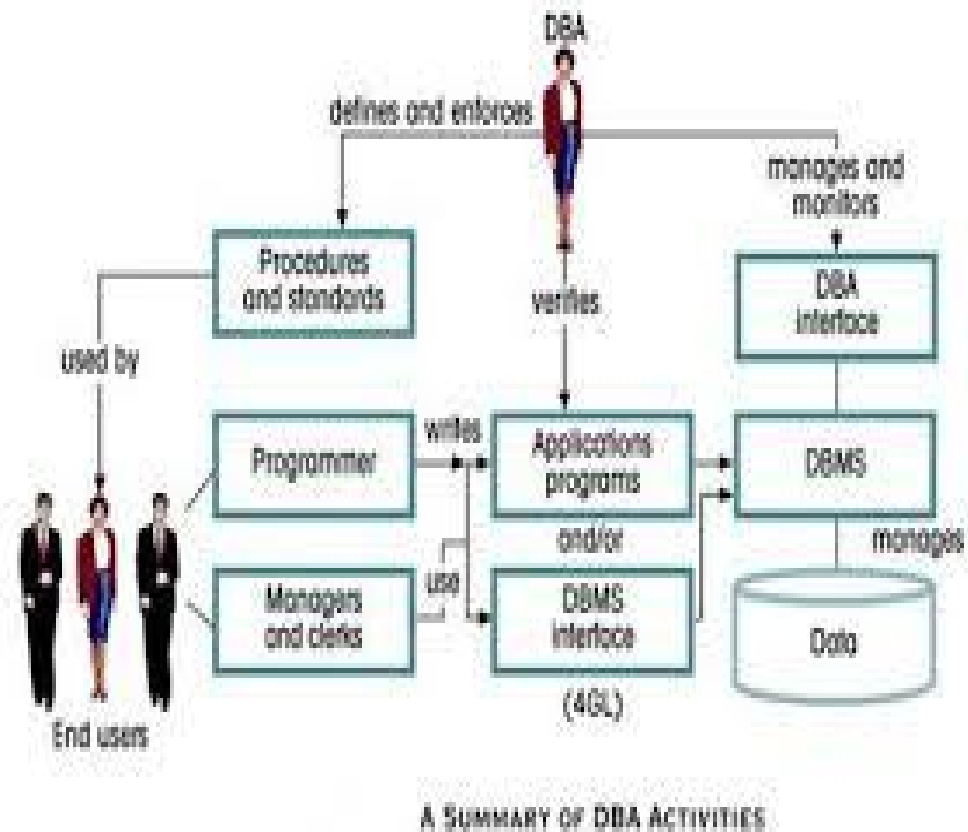 DBA
defines and enforces
manages and
monitors
Procedures
and standards
verifies
DBA
interface
used by
Programmer
writes
Applications
programs
DBMS
and/or
manages
Managers
and clerks
use
DBMS
interface
Data
(4GL)
End users
A SUMMARY OF DBA ACTIVITIES